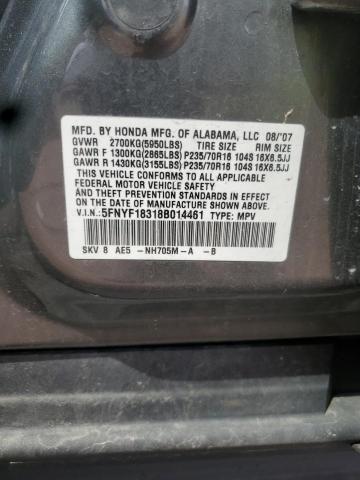 MFD. BY HONDA MFG. OF ALABAMA, LLC 08/'07
GVWR 2700KG(5950LBS) TIRE SIZE RIM SIZE
GAWR F 1300KG(2865LBS) P235/70R16 104S 16X6.5JJ
GAWR R 1430KG(3155LBS) P235/70R16 104S 16X6.5JJ
THIS VEHICLE CONFORMS TO ALL APPLICABLE
FEDERAL MOTOR VEHICLE SAFETY, BUMPER,
AND THEFT PREVENTION STANDARDS IN EFFECT
ON THE DATE OF MANUFACTURE SHOWN ABOVE.
V.I.N.:5FNYF18318B014461 TYPE: MPV
SKV 8 AE5 -NH705M-A -B